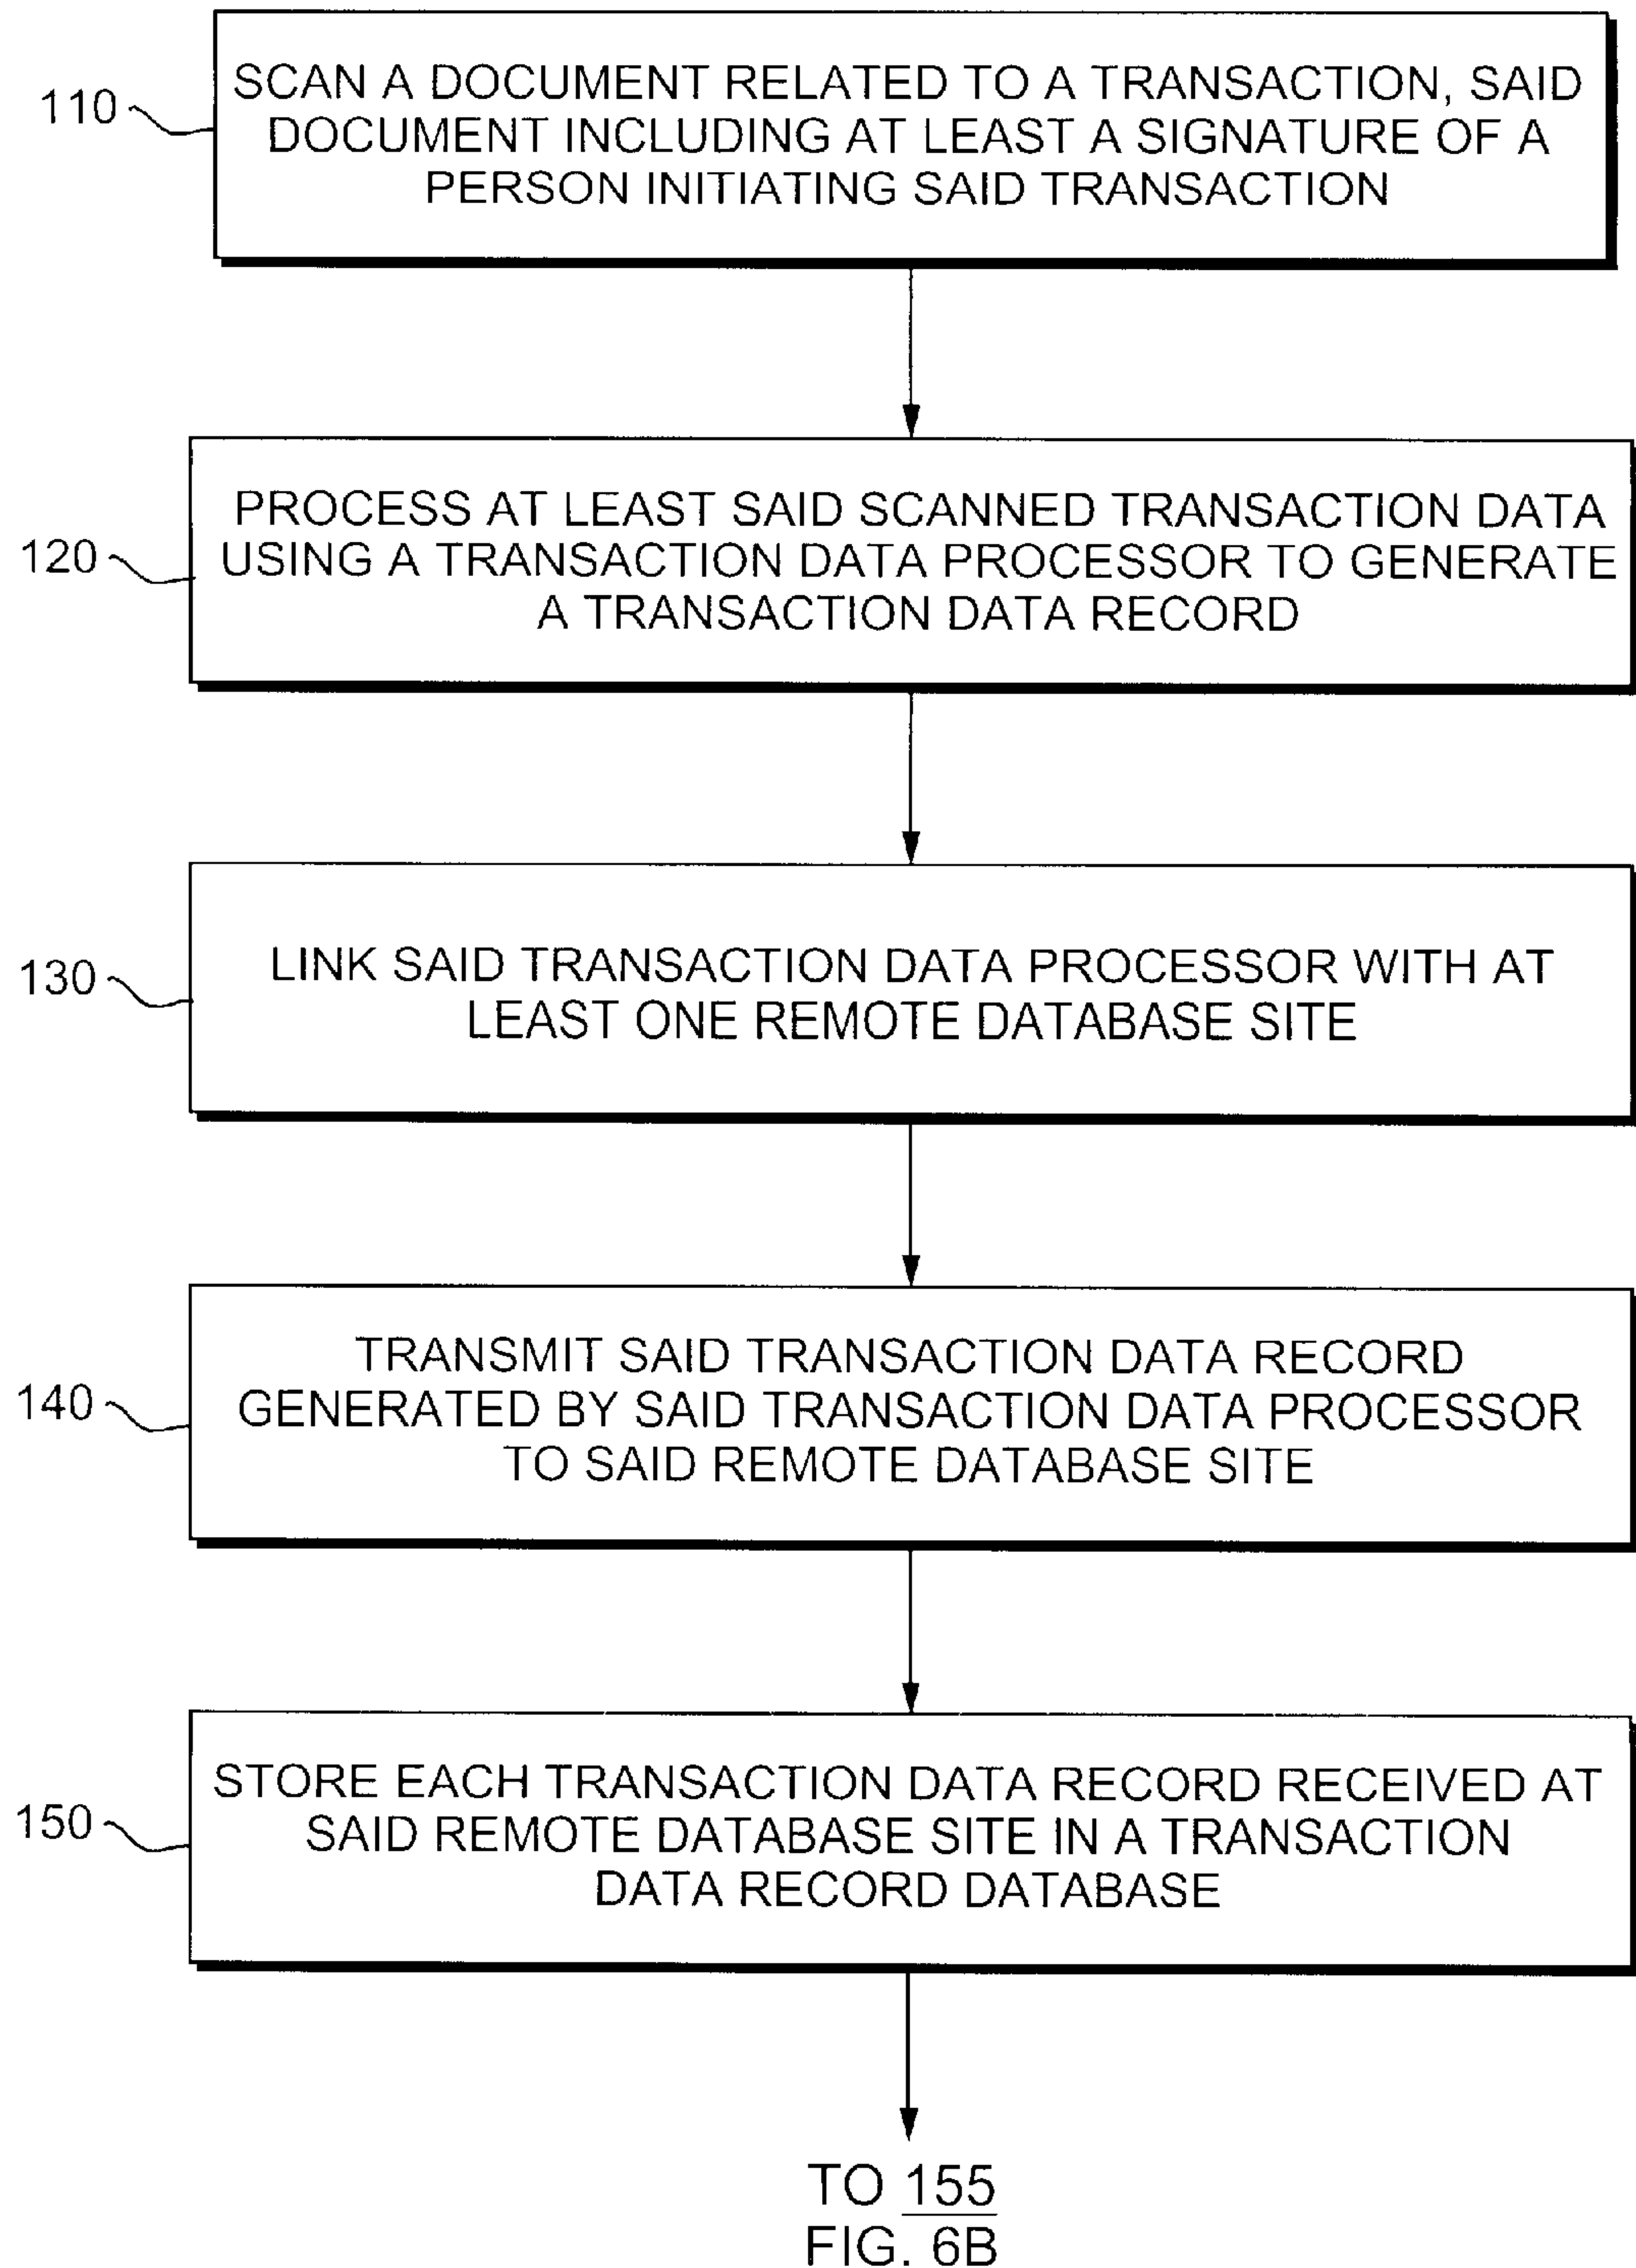 110
SCAN A DOCUMENT RELATED TO A TRANSACTION, SAID
DOCUMENT INCLUDING AT LEAST A SIGNATURE OF A
PERSON INITIATING SAID TRANSACTION
120
PROCESS AT LEAST SAID SCANNED TRANSACTION DATA
USING A TRANSACTION DATA PROCESSOR TO GENERATE
A TRANSACTION DATA RECORD
130
LINK SAID TRANSACTION DATA PROCESSOR WITH AT
LEAST ONE REMOTE DATABASE SITE
140
TRANSMIT SAID TRANSACTION DATA RECORD
GENERATED BY SAID TRANSACTION DATA PROCESSOR
TO SAID REMOTE DATABASE SITE
150
STORE EACH TRANSACTION DATA RECORD RECEIVED AT
SAID REMOTE DATABASE SITE IN A TRANSACTION
DATA RECORD DATABASE
TO 155
FIG. 6B